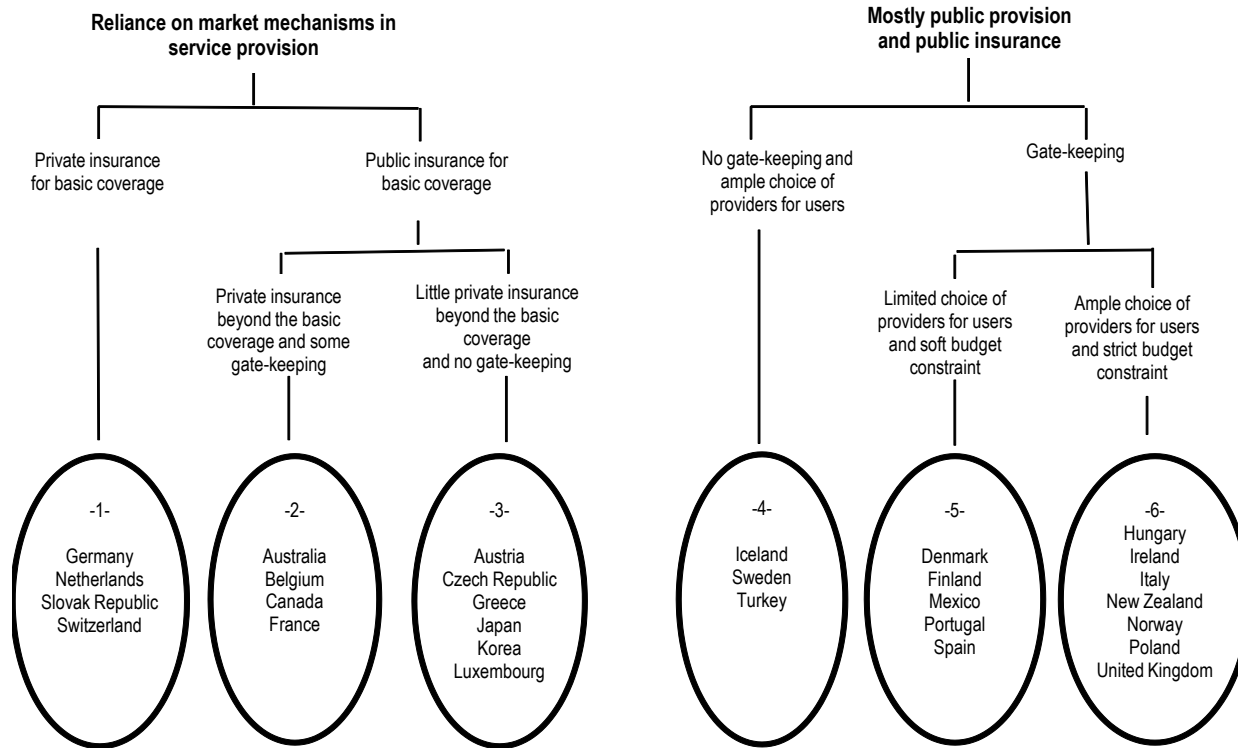 Reliance on market mechanisms in
service provision
Private insurance
for basic coverage
Public insurance for
basic coverage
Private insurance
beyond the basic
coverage and some
gate-keeping
Little private insurance
beyond the basic
coverage
and no gate-keeping
-1-
Germany
Netherlands
Slovak Republic
Switzerland
-2-
Australia
Belgium
Canada
France
-3-
Austria
Czech Republic
Greece
Japan
Korea
Luxembourg
Mostly public provision
and public insurance
No gate-keeping and
ample choice of
providers for users
Gate-keeping
Limited choice of
providers for users
and soft budget
constraint
Ample choice of
providers for users
and strict budget
constraint
-4-
Iceland
Sweden
Turkey
-5-
Denmark
Finland
Mexico
Portugal
Spain
-6-
Hungary
Ireland
Italy
New Zealand
Norway
Poland
United Kingdom